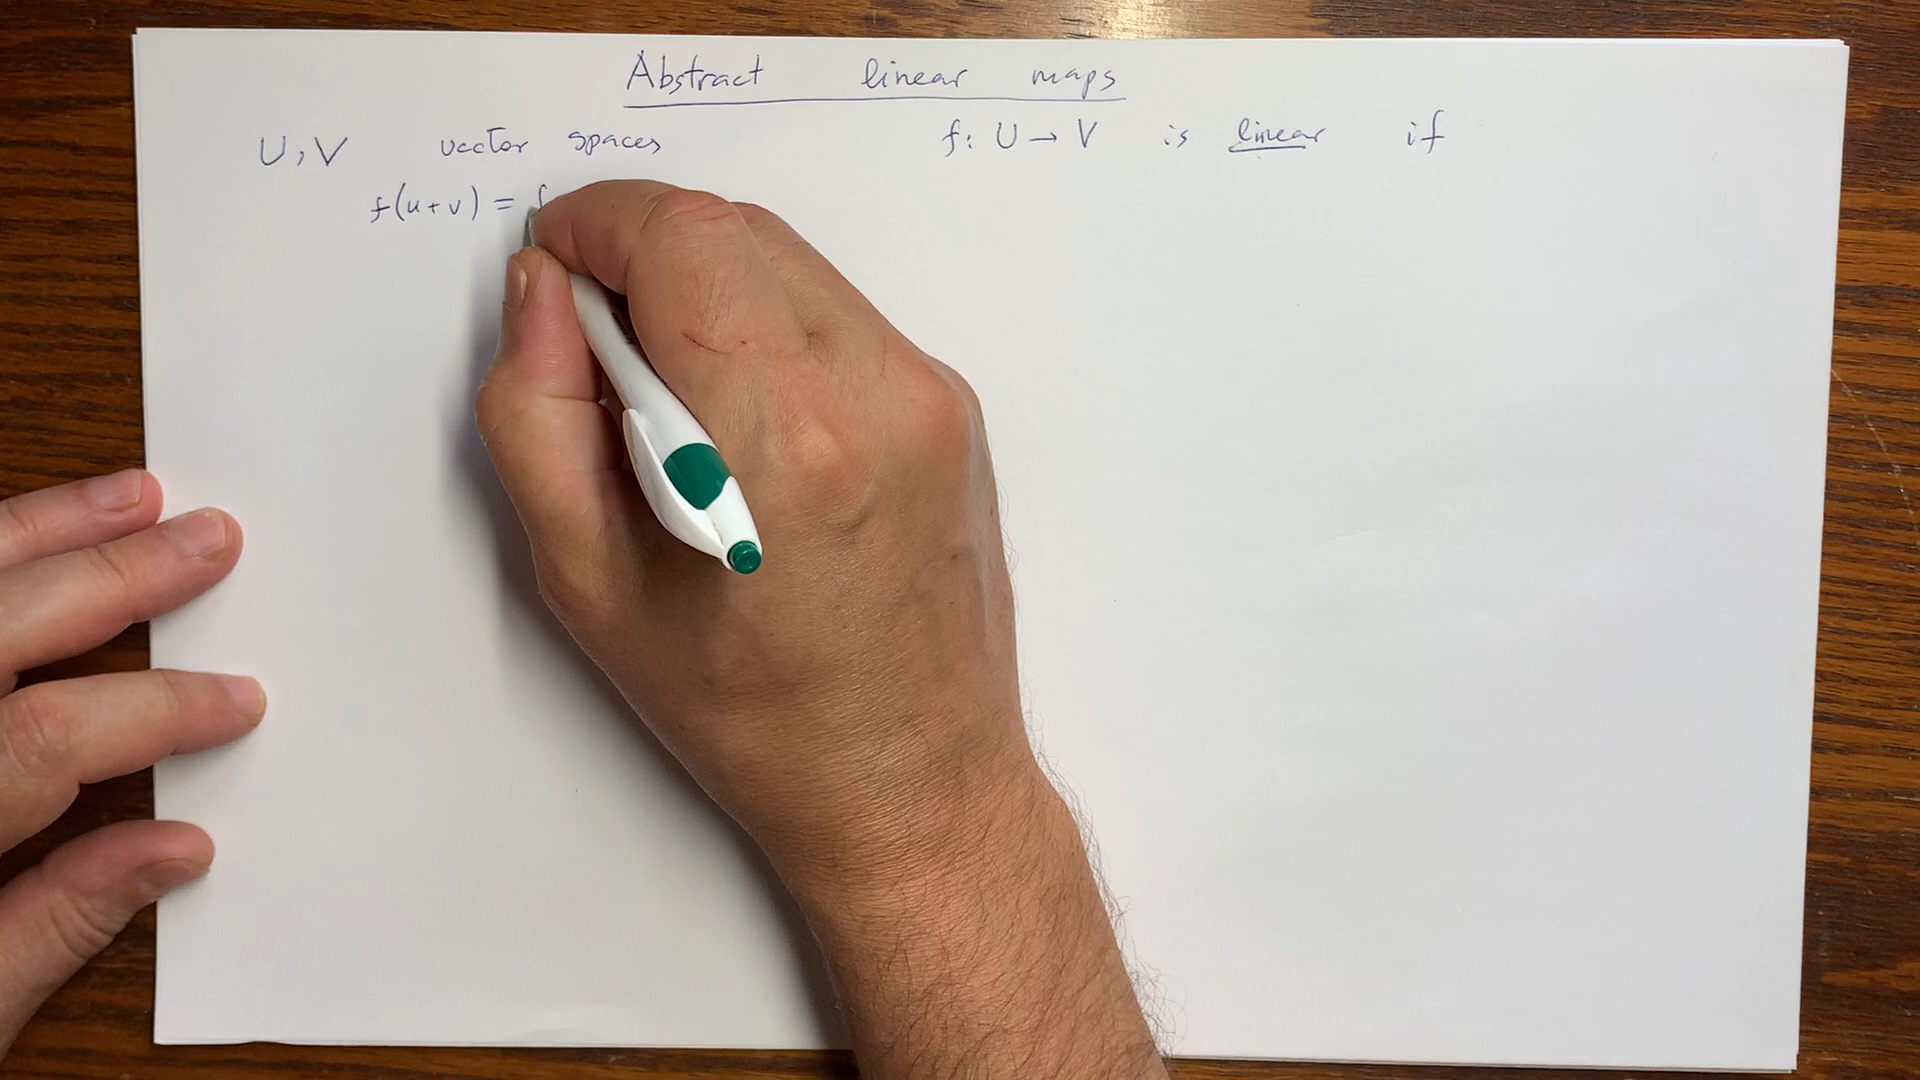 Abstract linear maps
U, V vector spaces f: U → V is linear if
f(u+v) = f